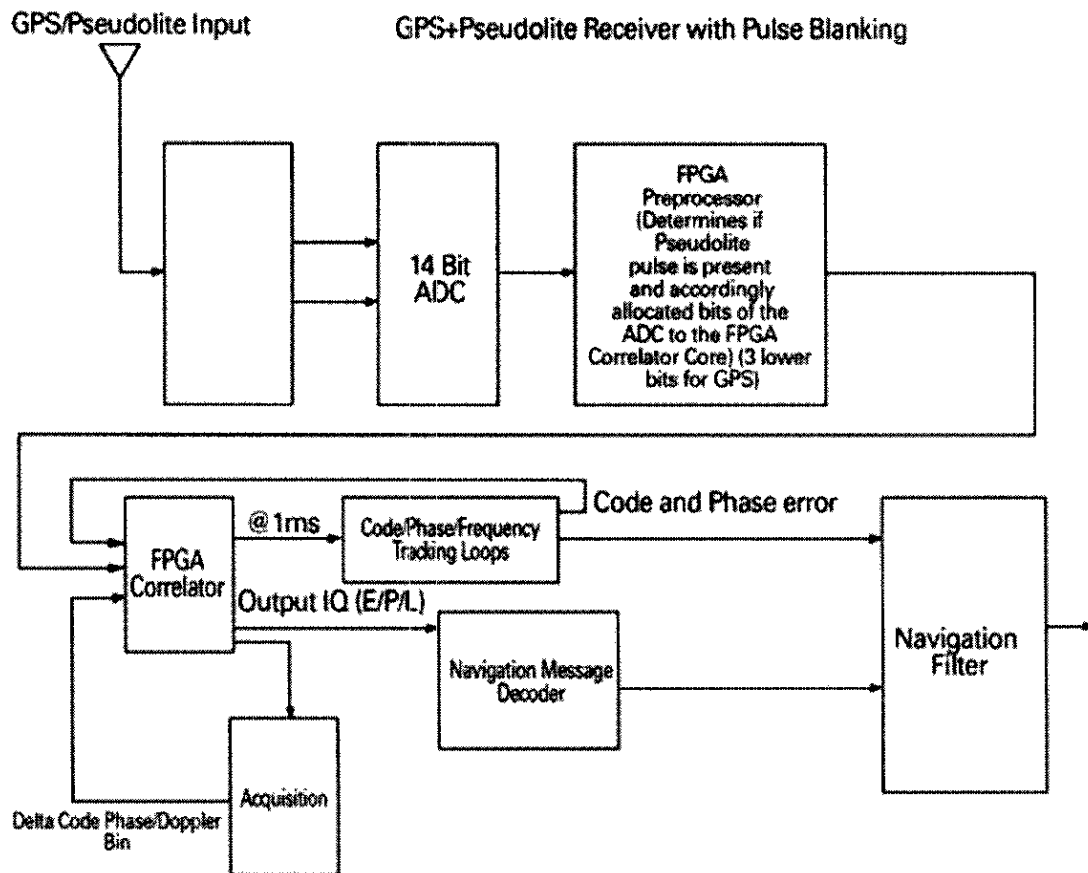 GPS/Pseudolite Input
GPS+Pseudolite Receiver with Pulse Blanking
14 Bit
ADC
FPGA
Preprocessor
(Determines if
Pseudolite
pulse is present
and accordingly
allocated bits of the
ADC to the FPGA
Correlator Core) (3 lower
bits for GPS)
FPGA
Correlator
@1ms
Code/Phase/Frequency
Tracking Loops
Code and Phase error
Output IQ (E/P/L)
Navigation Message
Decoder
Navigation
Filter
Acquisition
Delta Code Phase/Doppler
Bin